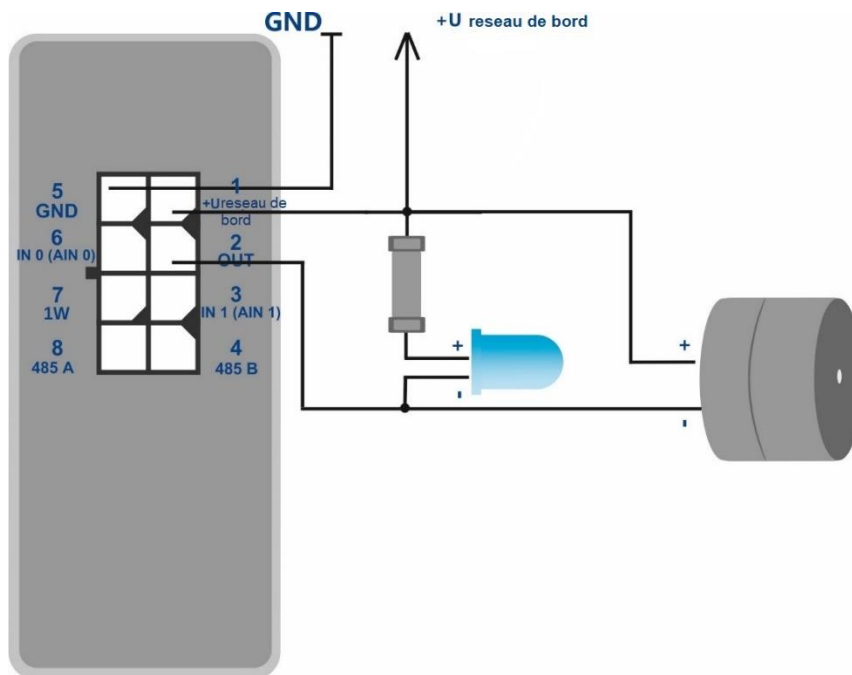 GND
+U reseau de bord
5
GND
1
+Ureseau de
bord
6
IN 0 (AIN 0)
2
OUT
7
1W
3
IN 1 (AIN 1)
8
485 A
4
485 B
+
-
+
-